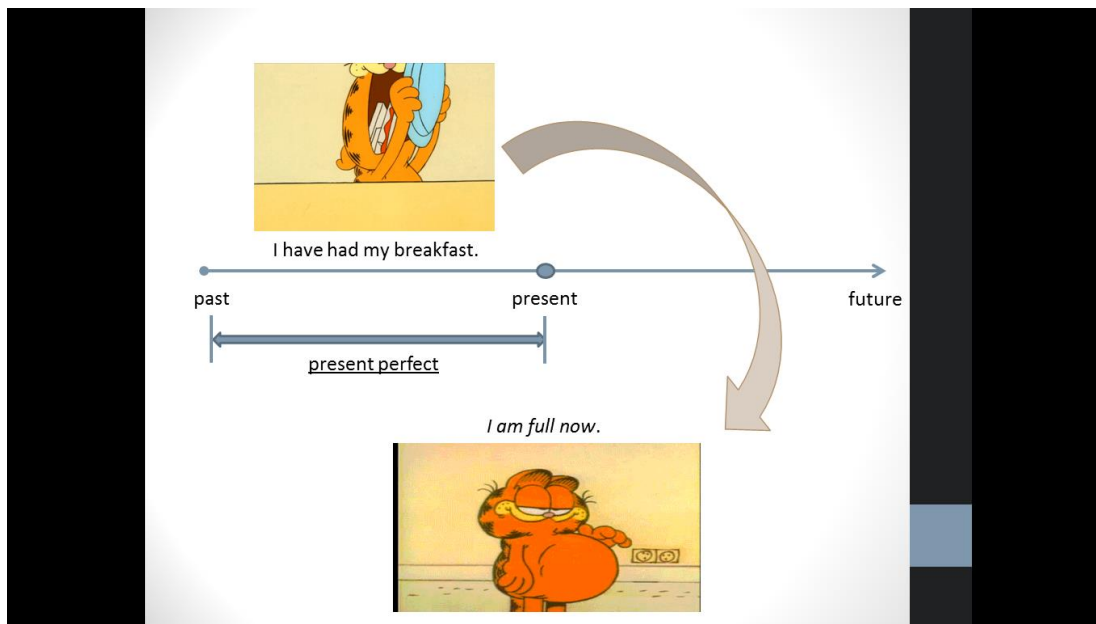 I have had my breakfast.
past present future
present perfect
I am full now.